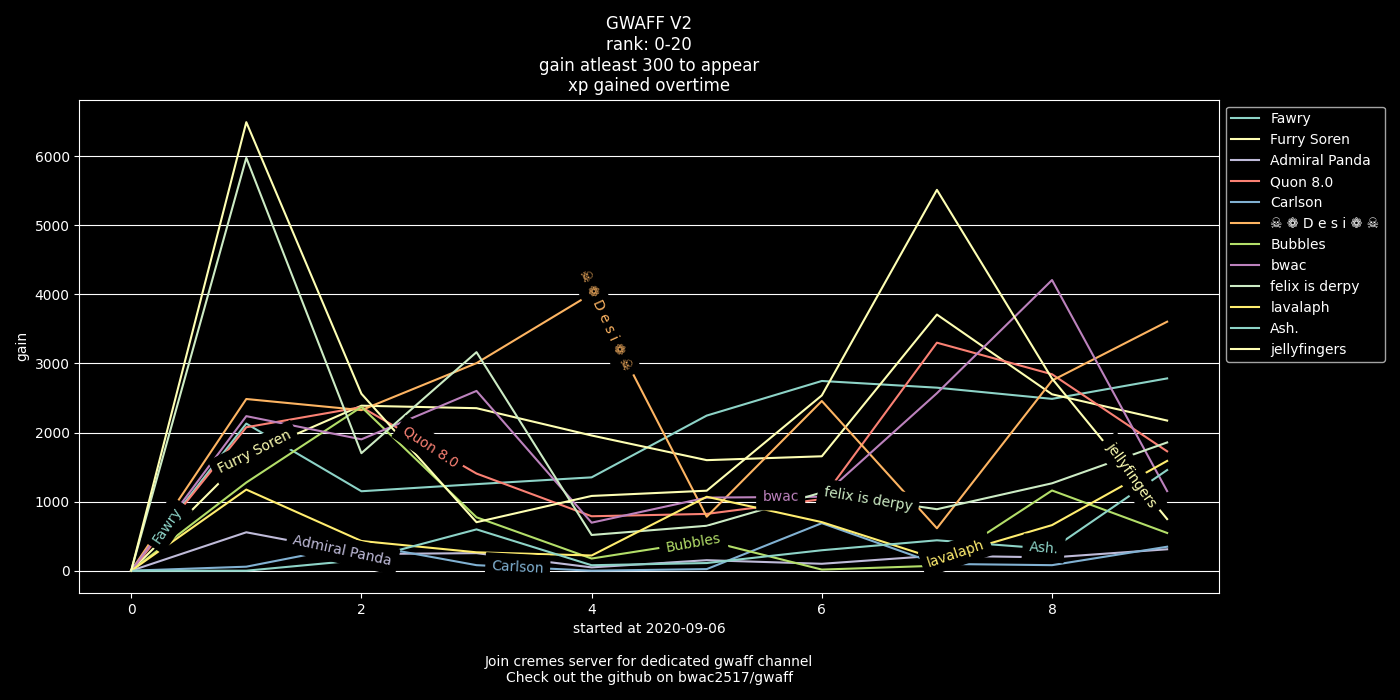 GWAFF V2
rank: 0-20
gain atleast 300 to appear
xp gained overtime
gain
6000
5000
4000
3000
2000
1000
0
0
2
4
6
8
started at 2020-09-06
Join cremes server for dedicated gwaff channel
Check out the github on bwac2517/gwaff
Fawry
Furry Soren
Admiral Panda
Quon 8.0
Carlson
☠ ❁ D e s i ❁ ☠
Bubbles
bwac
felix is derpy
lavalaph
Ash.
jellyfingers
Fawry
Furry Soren
Admiral Panda
Quon 8.0
Carlson
☠ ❁ D e s i ❁ ☠
Bubbles
bwac
felix is derpy
lavalaph
Ash.
jellyfingers